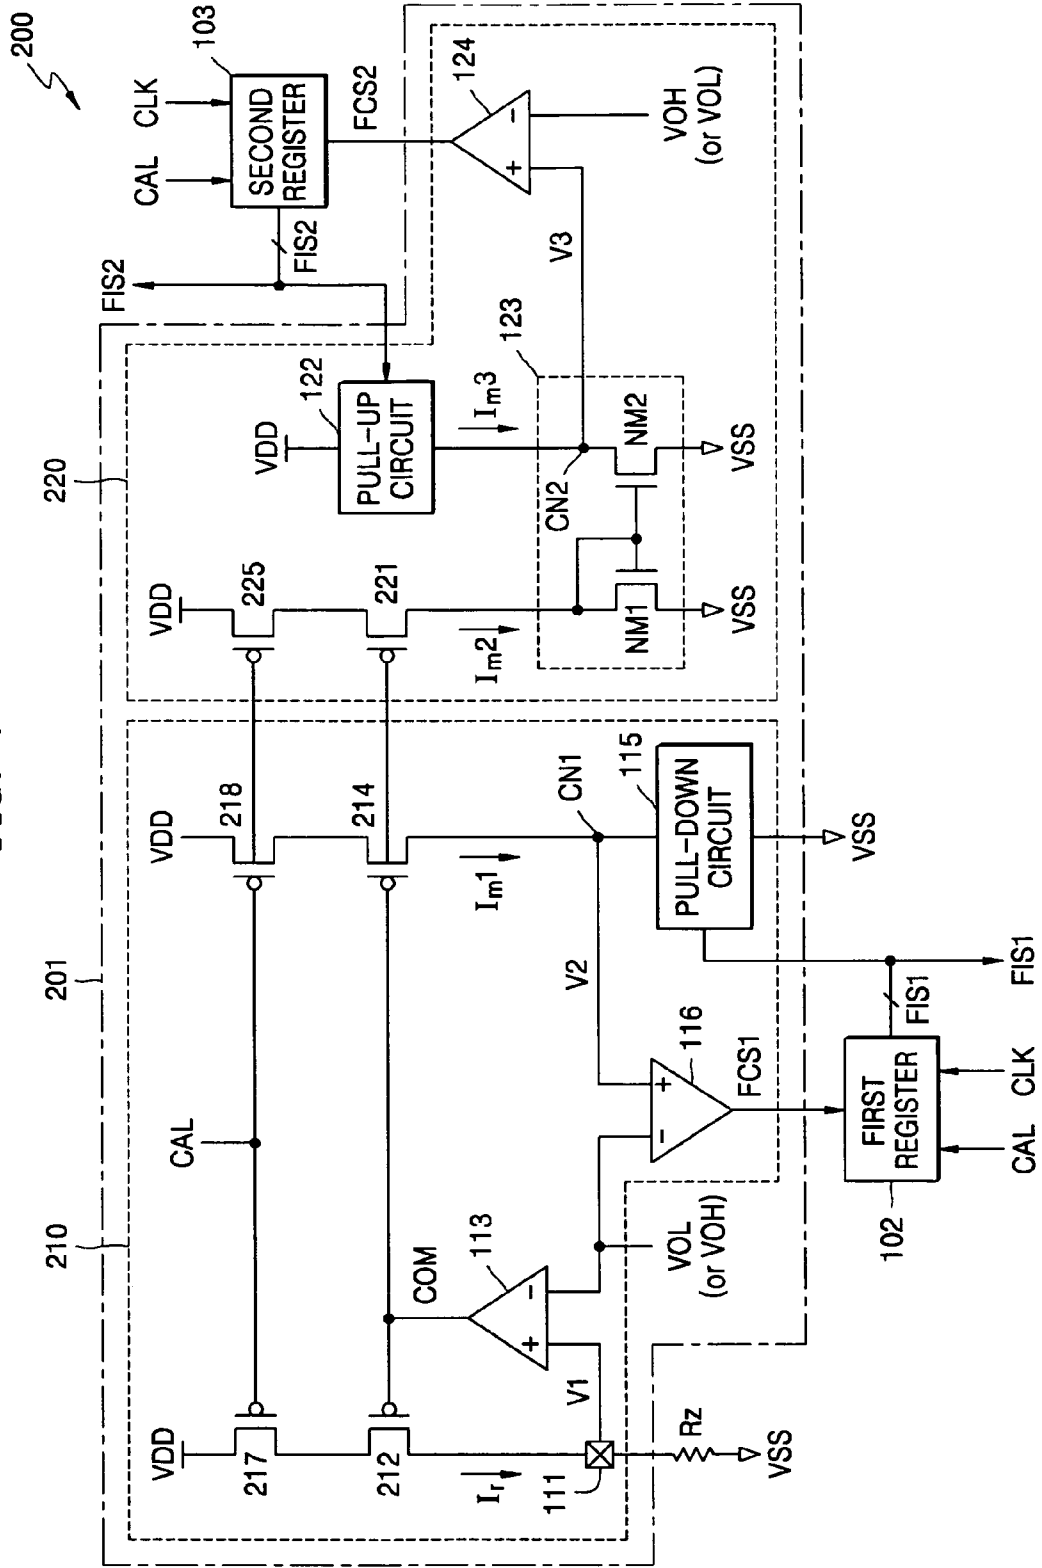 200
103
CAL
CLK
SECOND
REGISTER
FIS2
FIS2
FCS2
124
+
-
VOH
(or VOL)
V3
220
VDD
122
PULL-UP
CIRCUIT
Im3
123
CN2
NM2
VSS
VDD
225
221
Im2
NM1
VSS
201
210
VDD
218
214
Im1
CN1
115
PULL-DOWN
CIRCUIT
VSS
V2
CAL
COM
113
+
-
116
+
-
FCS1
VOL
(or VOH)
VDD
217
212
Ir
111
V1
Rz
VSS
102
FIRST
REGISTER
FIS1
FIS1
CAL
CLK